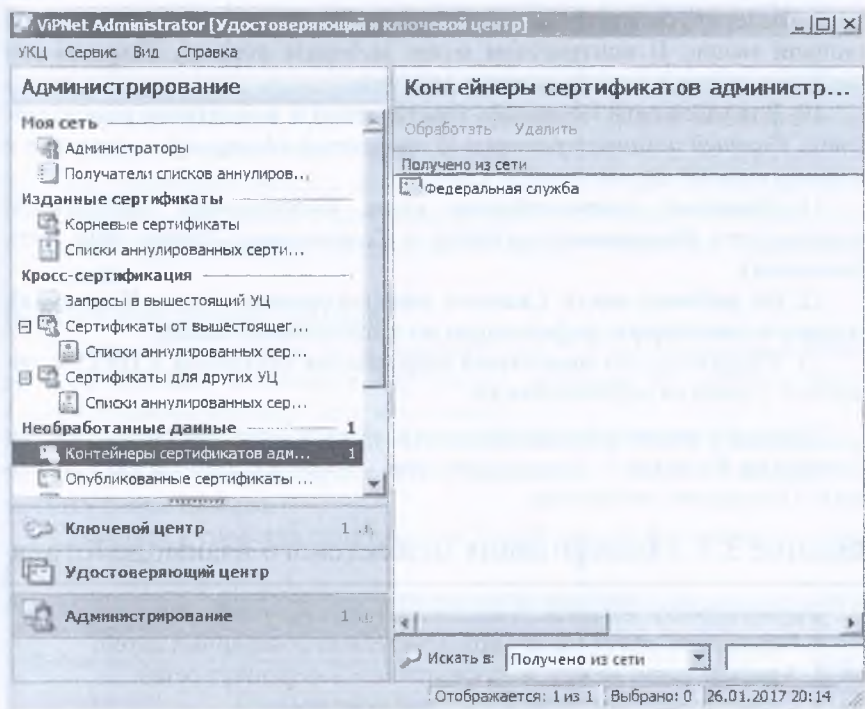 ViPNet Administrator [Удостоверяющий и ключевой центр]
УКЦ Сервис Вид Справка
Администрирование
Моя сеть
Администраторы
Получатели списков аннулиров...
Изданные сертификаты
Корневые сертификаты
Списки аннулированных серти...
Кросс-сертификация
Запросы в вышестоящий УЦ
Сертификаты от вышестоящег...
Списки аннулированных сер...
Сертификаты для других УЦ
Списки аннулированных сер...
Необработанные данные 1
Контейнеры сертификатов адм... 1
Опубликованные сертификаты ...
Ключевой центр 1
Удостоверяющий центр
Администрирование 1
Контейнеры сертификатов администр...
Обработать Удалить
Получено из сети
Федеральная служба
Искать в: Получено из сети
Отображается: 1 из 1 Выбрано: 0 26.01.2017 20:14